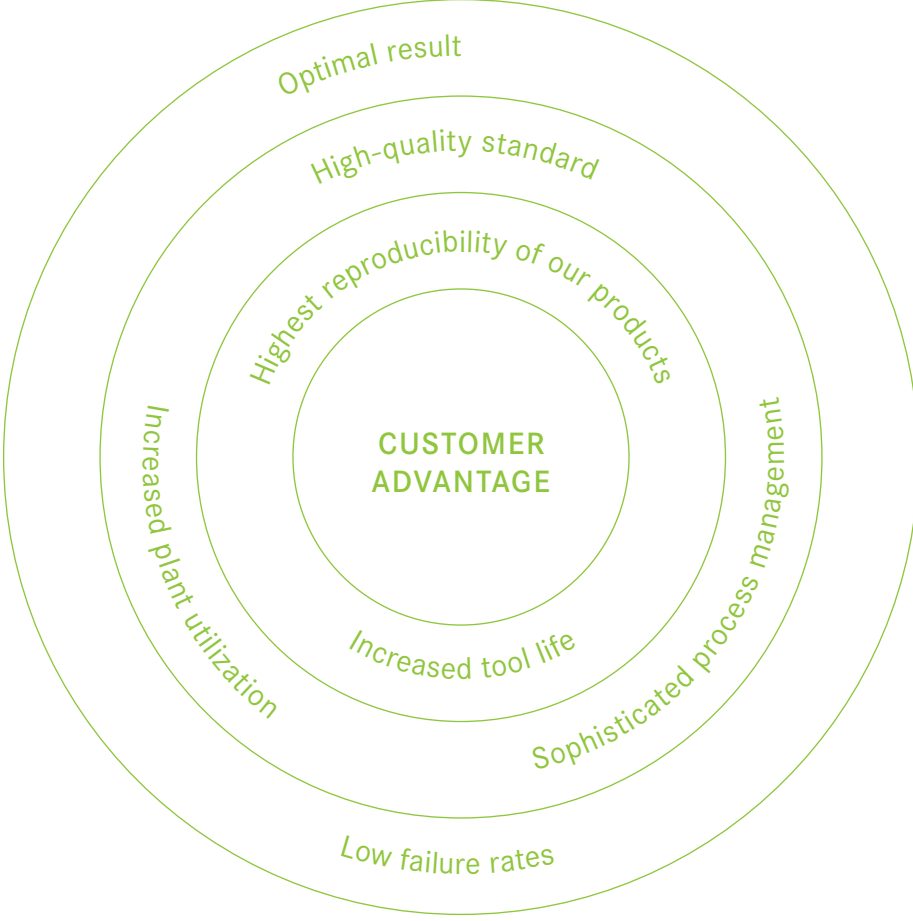 Optimal result
High-quality standard
Highest reproducibility of our products
CUSTOMER
ADVANTAGE
Increased plant utilization
Sophisticated process management
Increased tool life
Low failure rates